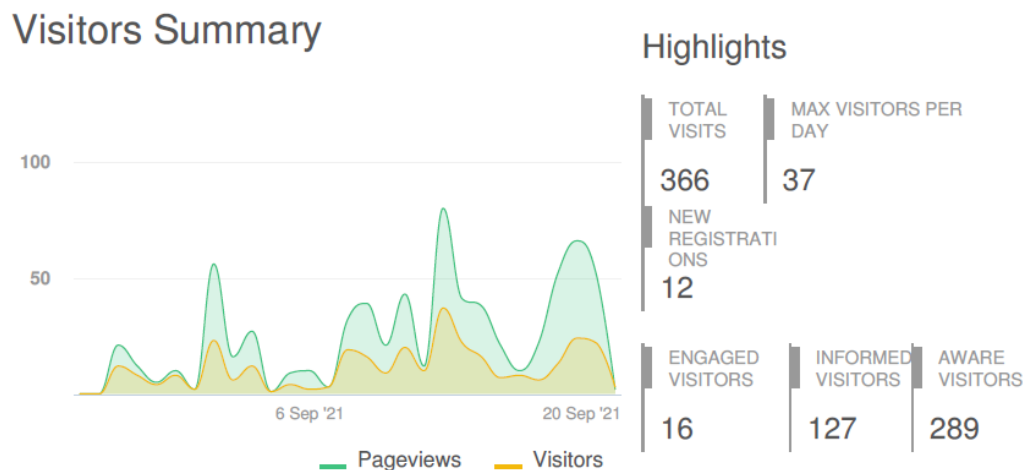 Visitors Summary
Highlights
TOTAL
VISITS
366
MAX VISITORS PER
DAY
37
NEW
REGISTRATI
ONS
12
ENGAGED
VISITORS
16
INFORMED
VISITORS
127
AWARE
VISITORS
289
100
50
6 Sep '21
20 Sep '21
Pageviews
Visitors